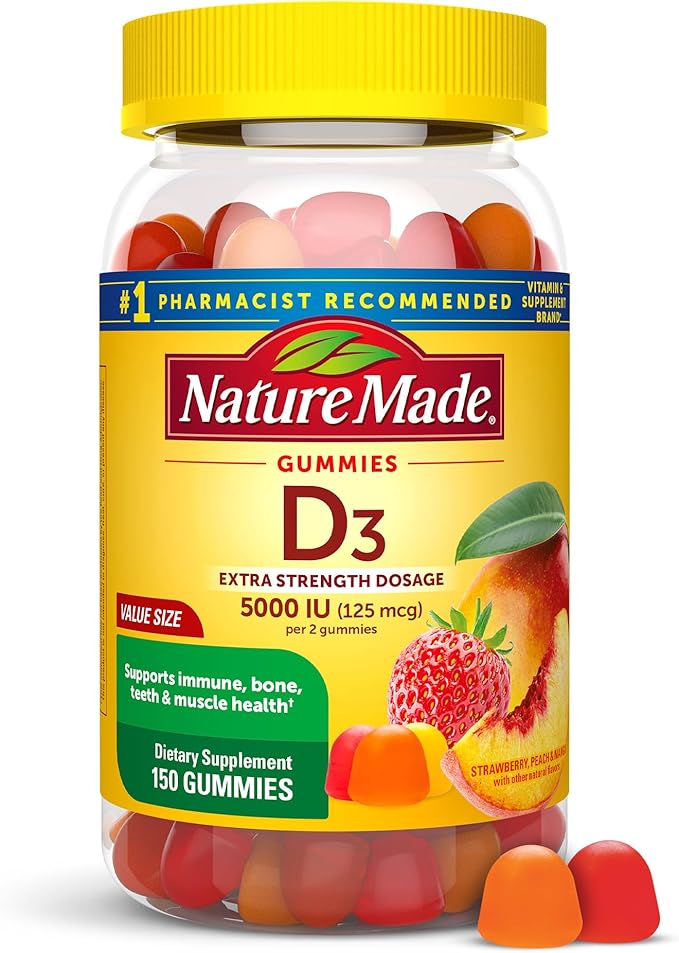 #1 PHARMACIST RECOMMENDED
VITAMIN &
SUPPLEMENT
BRAND
Nature Made®
GUMMIES
D3
EXTRA STRENGTH DOSAGE
5000 IU (125 mcg)
per 2 gummies
VALUE SIZE
Supports immune, bone,
teeth & muscle health†
Dietary Supplement
150 GUMMIES
STRAWBERRY, PEACH &
with other natural flavors